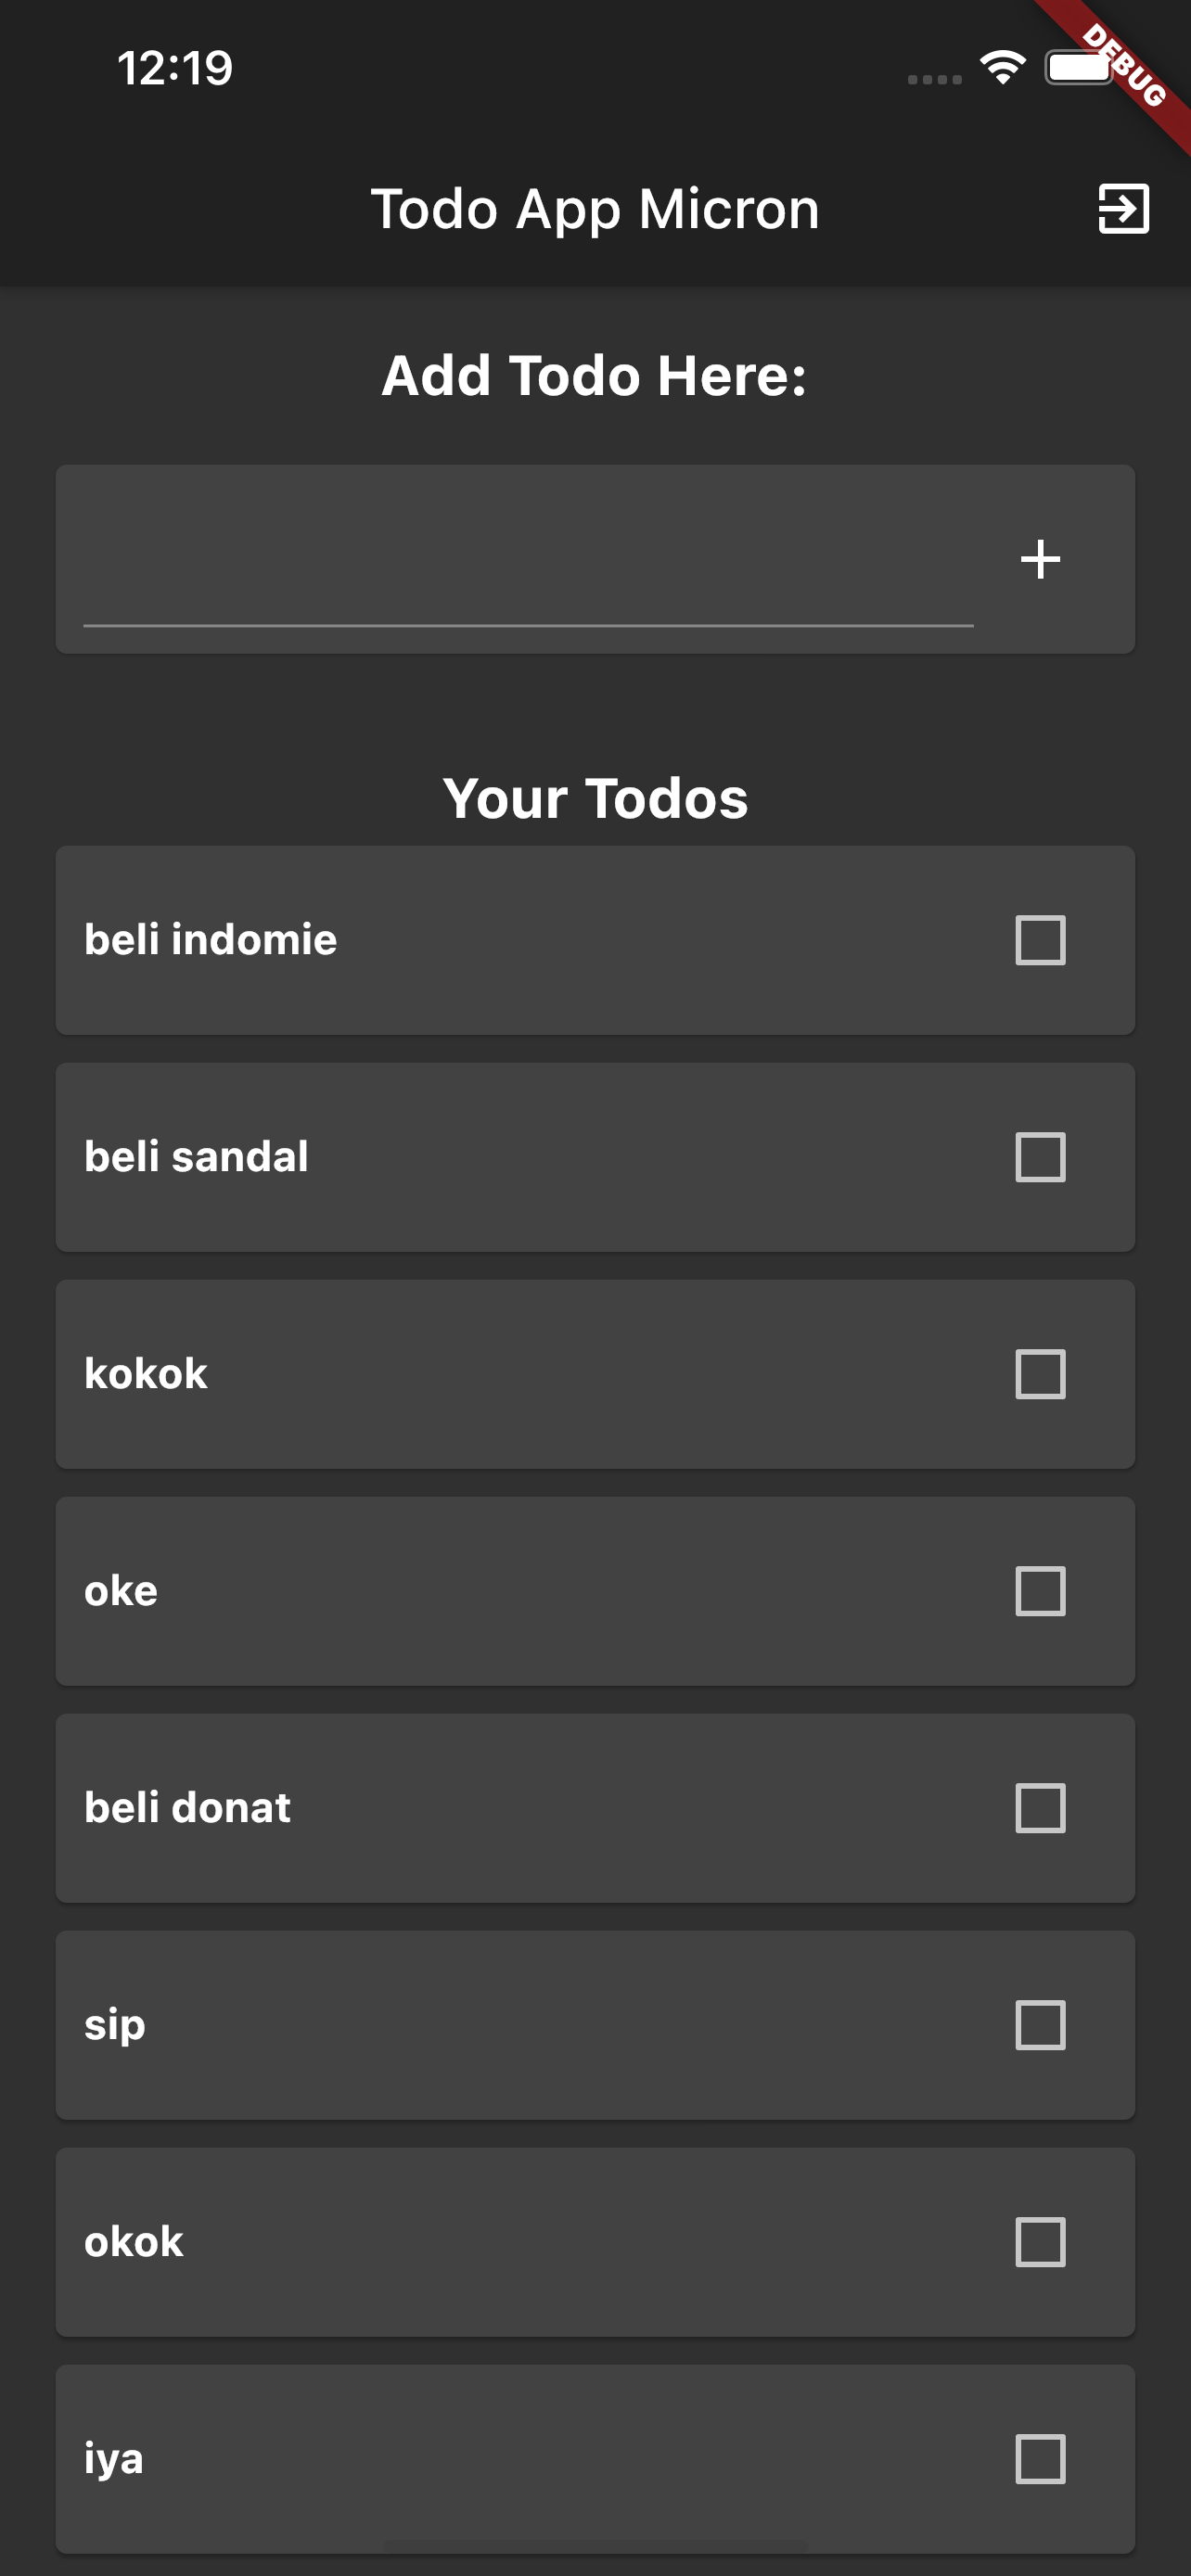 12:19
DEBUG
Todo App Micron
Add Todo Here:
Your Todos
beli indomie
beli sandal
kokok
oke
beli donat
sip
okok
iya